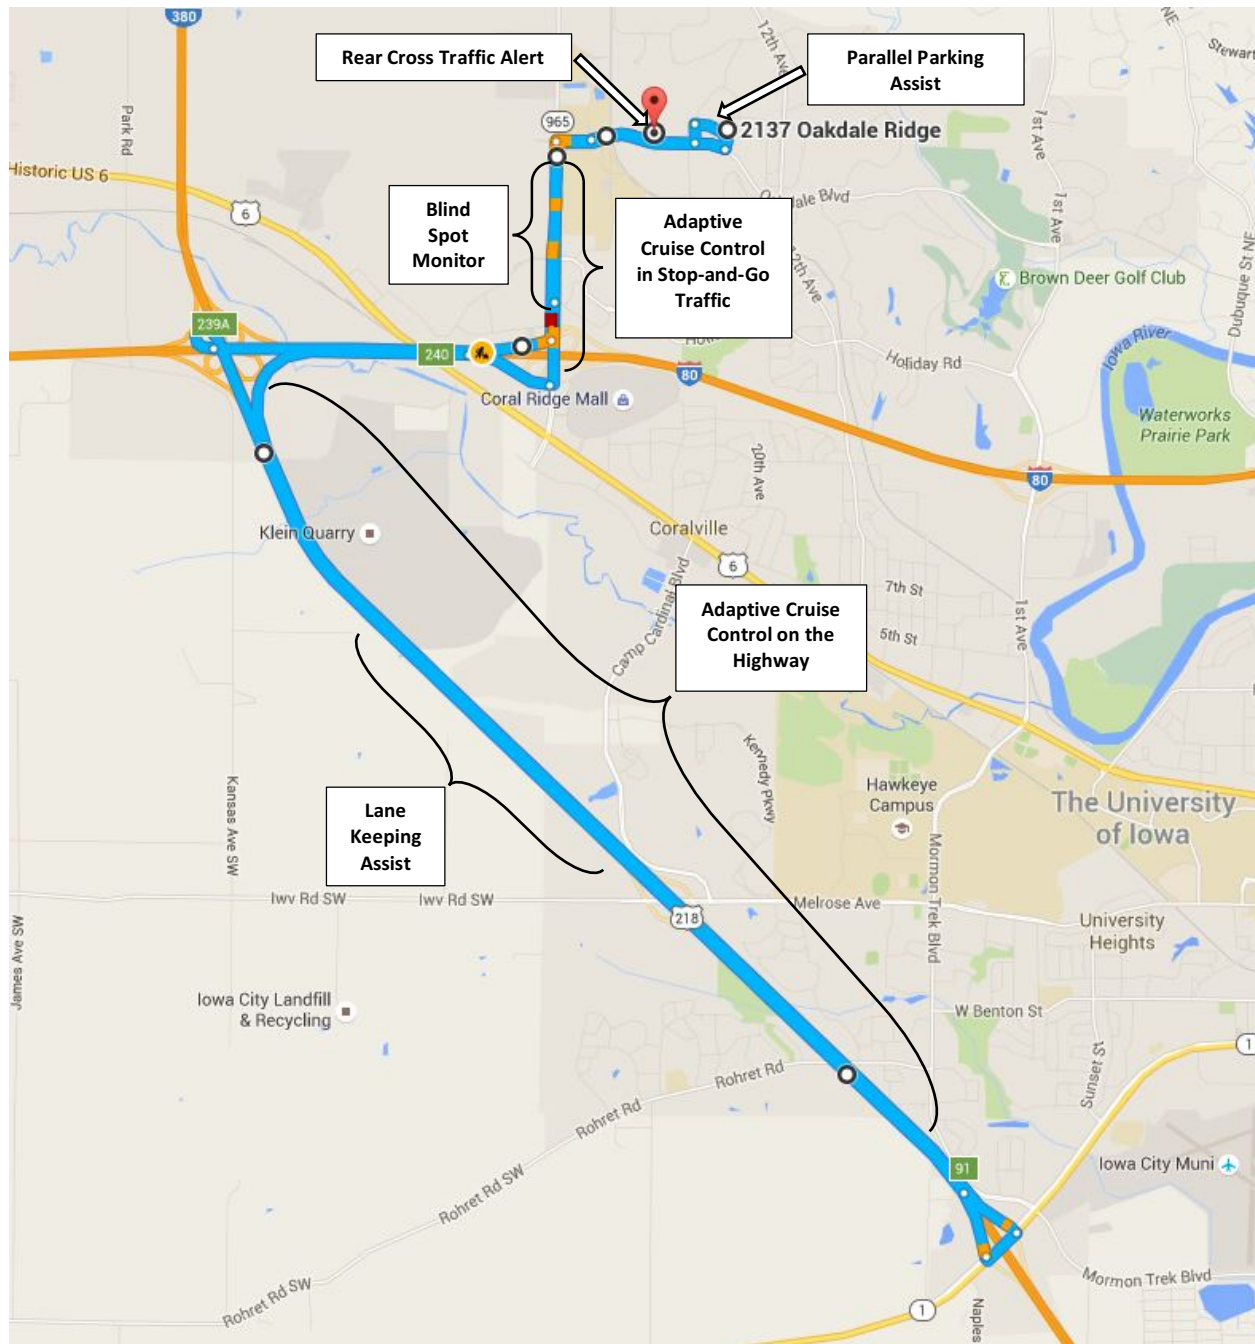 380
12th Ave
Stewart
Rear Cross Traffic Alert
Parallel Parking
Assist
Park Rd
965
2137 Oakdale Ridge
1st Ave
Historic US 6
6
Blind
Spot
Monitor
Adaptive
Cruise Control
in Stop-and-Go
Traffic
Oakdale Blvd
1st Ave
12th Ave
Brown Deer Golf Club
Dubuque St NE
239A
240
Holiday Rd
Iowa River
80
Coral Ridge Mall
Waterworks
Prairie Park
20th Ave
80
Klein Quarry
Coralville
6
7th St
5th St
1st Ave
Camp Cardinal Blvd
Adaptive Cruise
Control on the
Highway
Kennedy Pkwy
Kansas Ave SW
Hawkeye
Campus
The University
of Iowa
Lane
Keeping
Assist
Mormon Trek Blvd
Iwv Rd SW
Iwv Rd SW
Melrose Ave
218
University
Heights
James Ave SW
Iowa City Landfill
& Recycling
W Benton St
Sunset St
1
Rohret Rd
Rohret Rd
91
Iowa City Muni
Rohret Rd SW
Mormon Trek Blvd
Rohret Rd SW
1
Naples